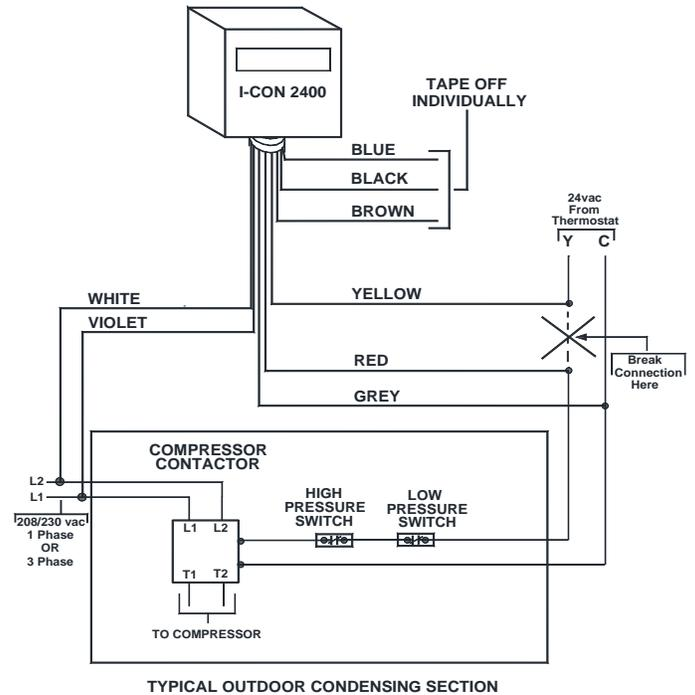 I-CON 2400
TAPE OFF
INDIVIDUALLY
BLUE
BLACK
BROWN
24vac
From
Thermostat
Y C
YELLOW
WHITE
VIOLET
RED
Break
Connection
Here
GREY
COMPRESSOR
CONTACTOR
L2
L1
208/230 vac
1 Phase
OR
3 Phase
HIGH
PRESSURE
SWITCH
LOW
PRESSURE
SWITCH
L1 L2
T1 T2
TO COMPRESSOR
TYPICAL OUTDOOR CONDENSING SECTION